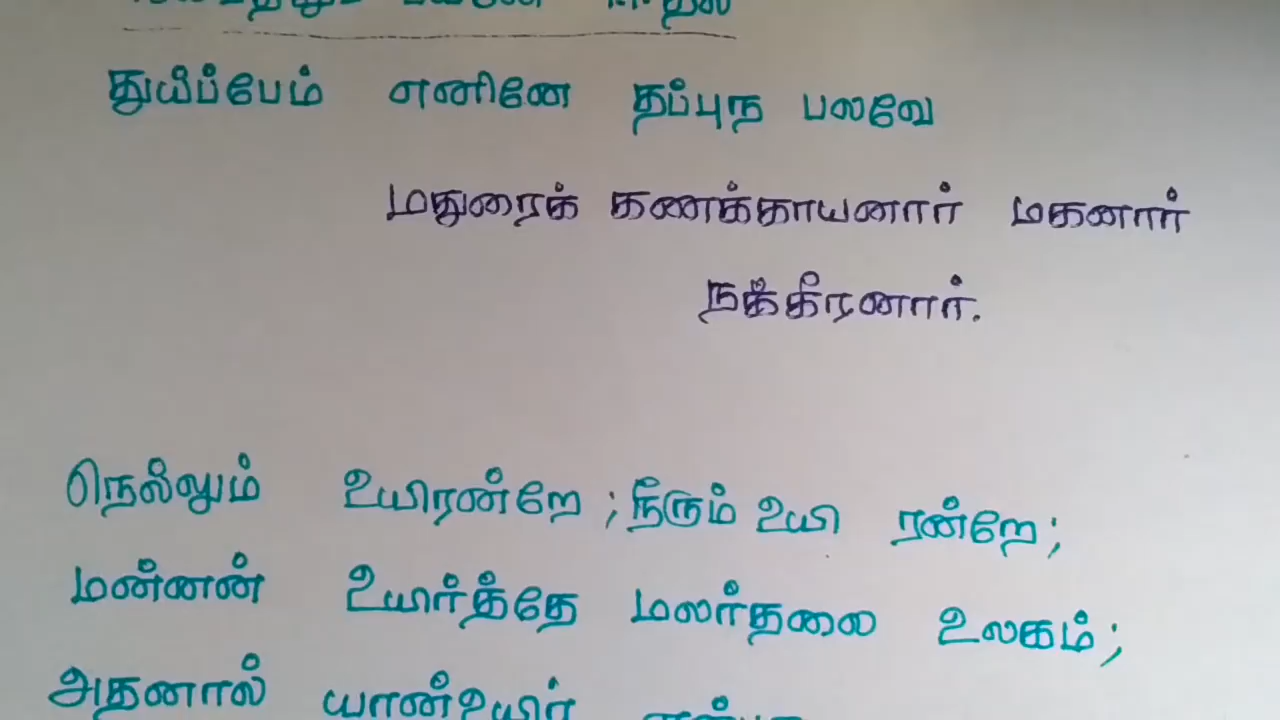 துய்ப்பேம் எனினே தப்புந பலவே
மதுரைக் கணக்காயனார் மகனார்
நக்கீரனார்.
நெல்லும் உயிரன்றே ; நீரும் உயி ரன்றே ;
மன்னன் உயிர்த்தே மலர்தலை உலகம் ;
அதனால் யான்உயிர்